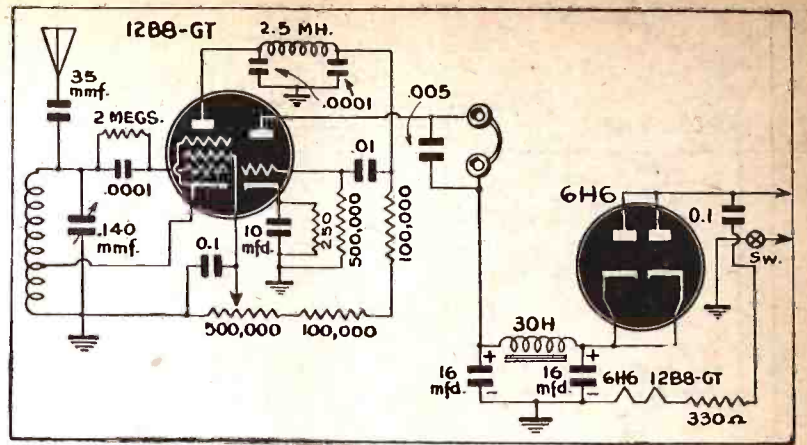 12B8-GT
2.5 MH.
35
mmf.
2 MEGS.
.0001
.0001
.005
.01
6H6
.140
mmf.
0.1
10
mfd.
250
500,000
100,000
0.1
Sw.
500,000
100,000
30H
+
+
16
mfd.
-
16
mfd.
-
6H6
12B8-GT
330Ω